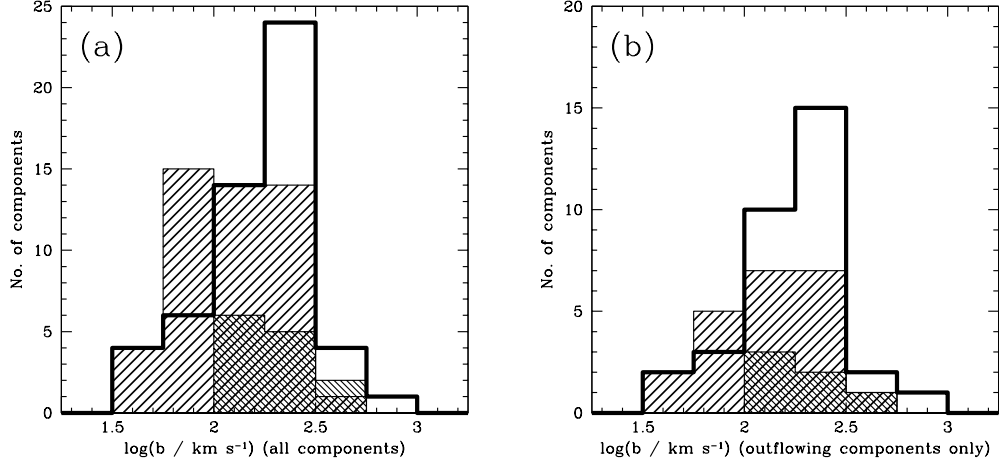 (a)
25
20
15
10
5
0
No. of components
1.5 2 2.5 3
log(b / km s⁻¹) (all components)
(b)
20
15
10
5
0
No. of components
1.5 2 2.5 3
log(b / km s⁻¹) (outflowing components only)